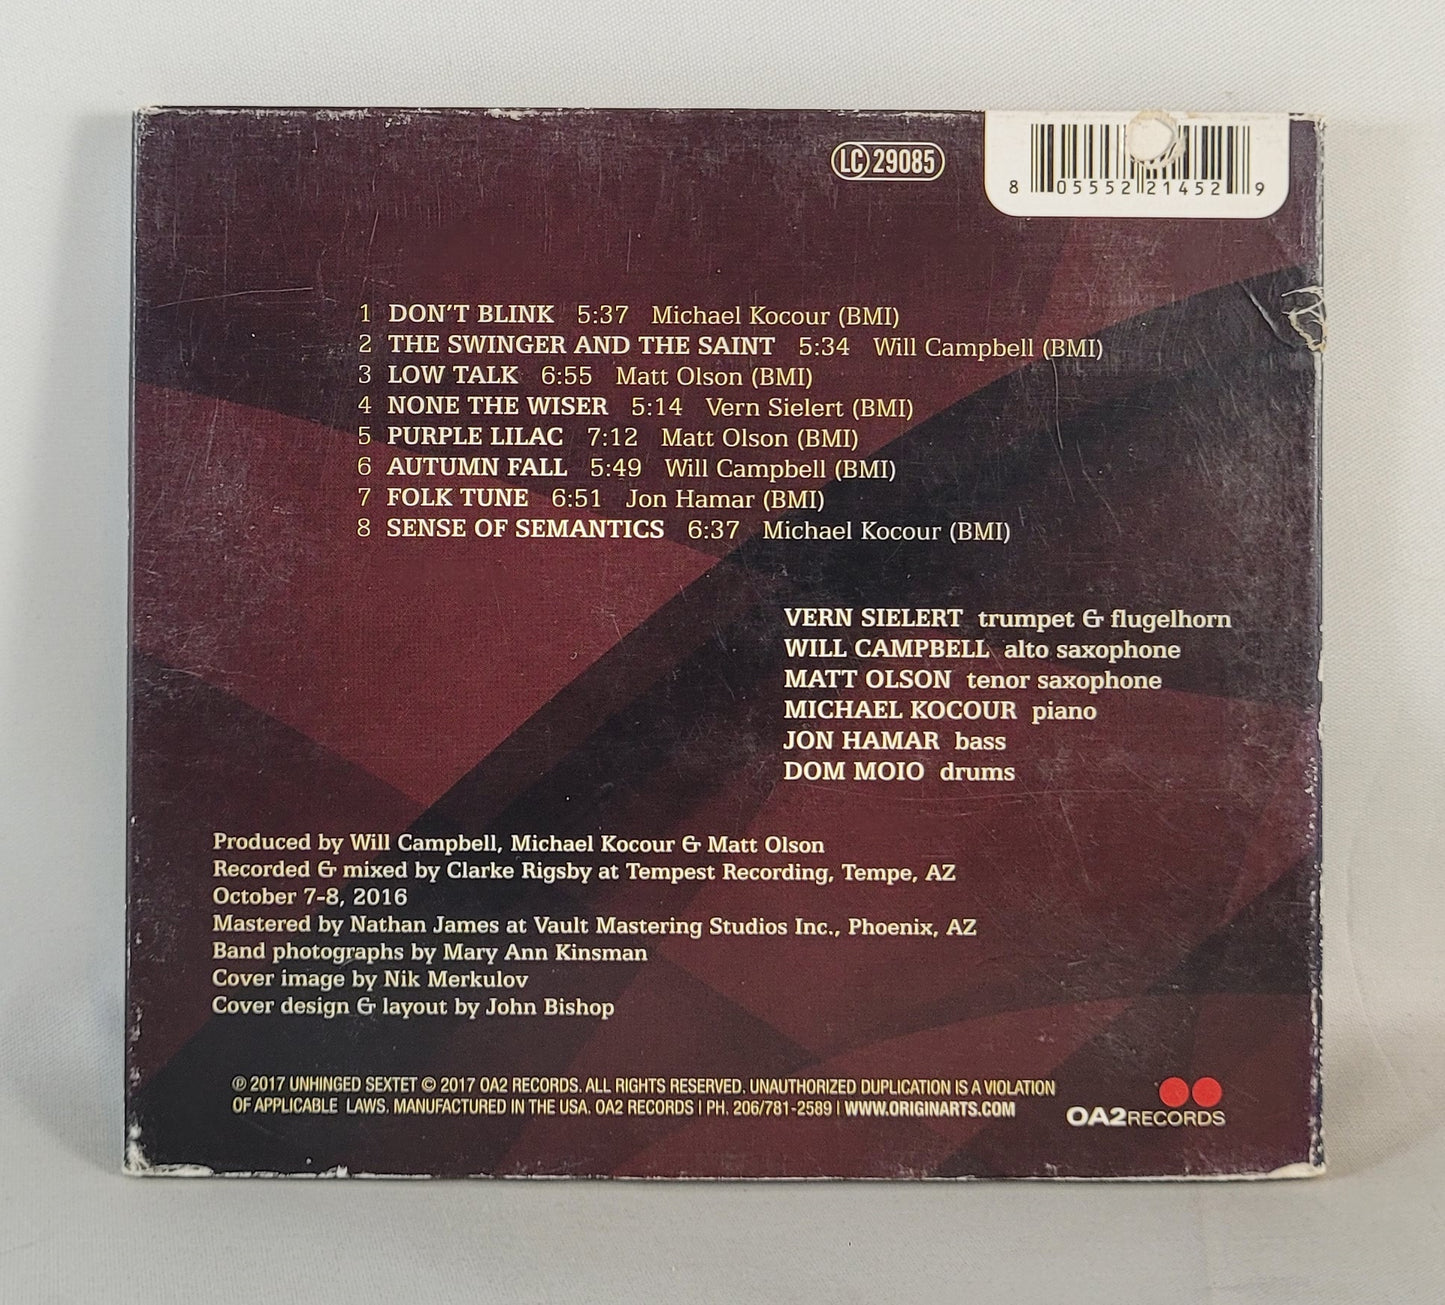 LC 29085
8 05552 21452 9
1 DON'T BLINK 5:37 Michael Kocour (BMI)
2 THE SWINGER AND THE SAINT 5:34 Will Campbell (BMI)
3 LOW TALK 6:55 Matt Olson (BMI)
4 NONE THE WISER 5:14 Vern Sielert (BMI)
5 PURPLE LILAC 7:12 Matt Olson (BMI)
6 AUTUMN FALL 5:49 Will Campbell (BMI)
7 FOLK TUNE 6:51 Jon Hamar (BMI)
8 SENSE OF SEMANTICS 6:37 Michael Kocour (BMI)
VERN SIELERT trumpet & flugelhorn
WILL CAMPBELL alto saxophone
MATT OLSON tenor saxophone
MICHAEL KOCOUR piano
JON HAMAR bass
DOM MOIO drums
Produced by Will Campbell, Michael Kocour & Matt Olson
Recorded & mixed by Clarke Rigsby at Tempest Recording, Tempe, AZ
October 7-8, 2016
Mastered by Nathan James at Vault Mastering Studios Inc., Phoenix, AZ
Band photographs by Mary Ann Kinsman
Cover image by Nik Merkulov
Cover design & layout by John Bishop
℗ 2017 UNHINGED SEXTET © 2017 OA2 RECORDS. ALL RIGHTS RESERVED. UNAUTHORIZED DUPLICATION IS A VIOLATION
OF APPLICABLE LAWS. MANUFACTURED IN THE USA. OA2 RECORDS | PH. 206/781-2589 | WWW.ORIGINARTS.COM
OA2RECORDS